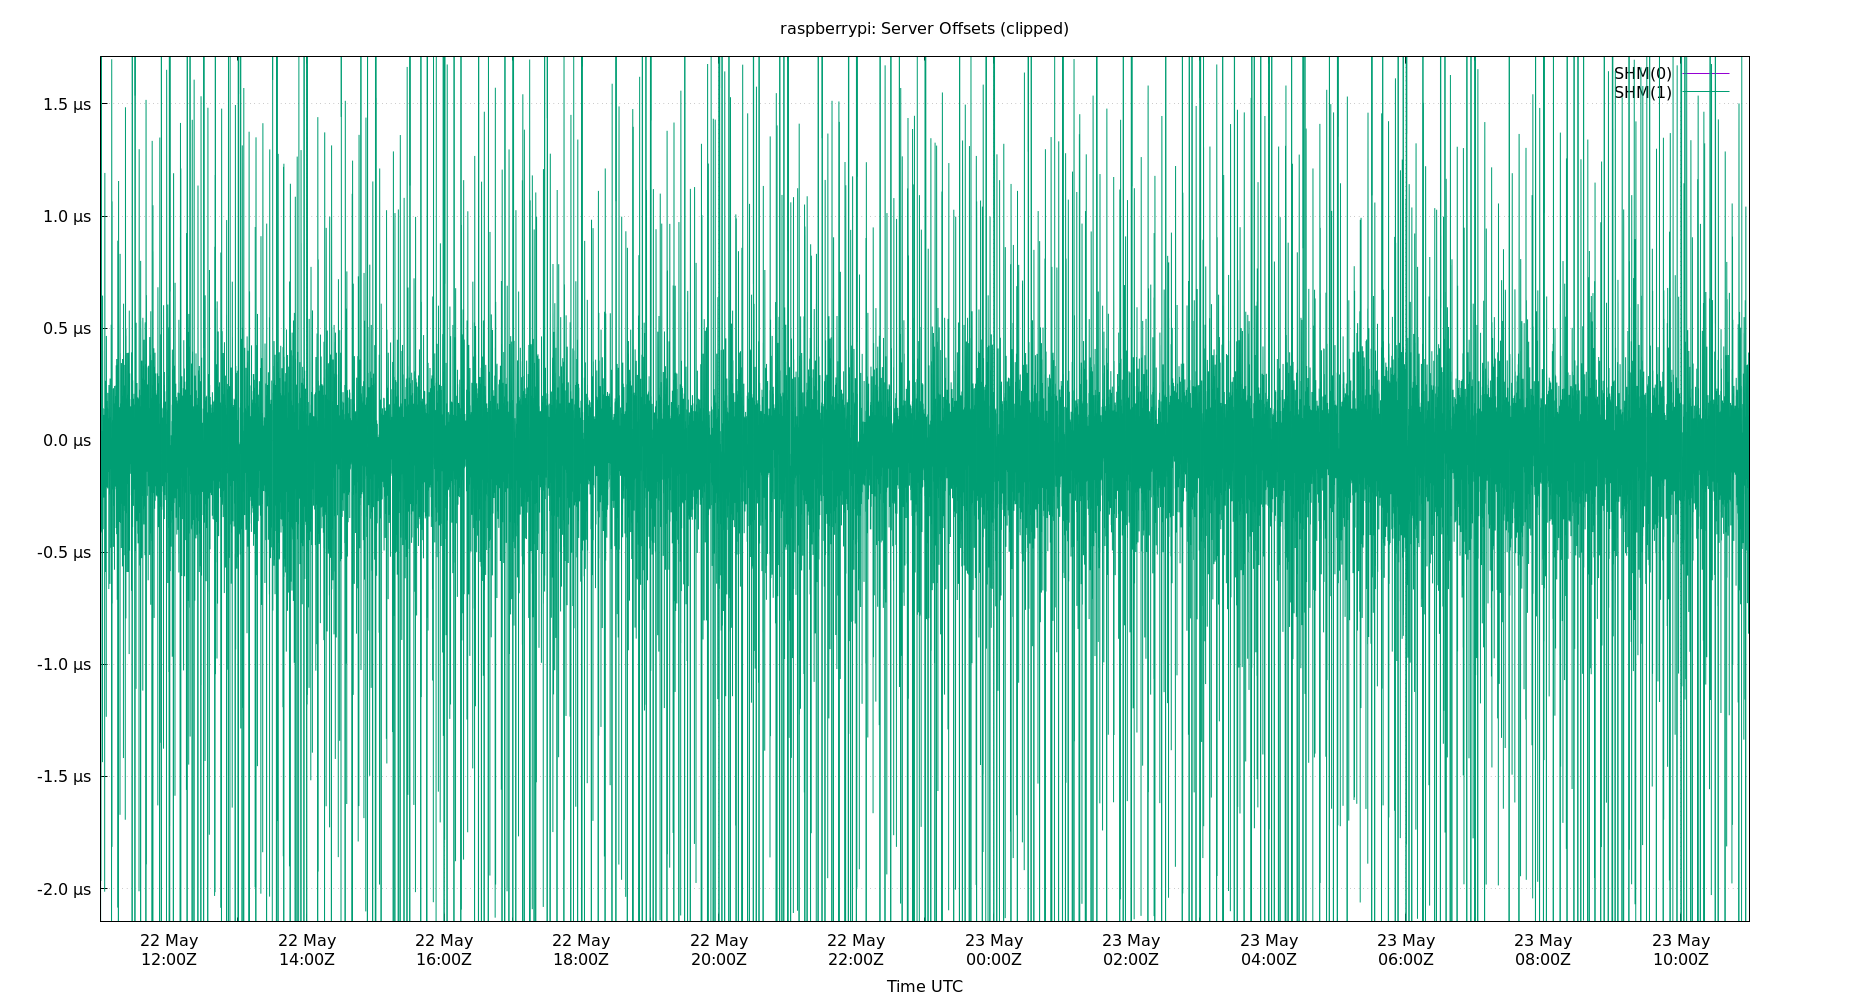 raspberrypi: Server Offsets (clipped)
SHM(0)
SHM(1)
1.5 µs
1.0 µs
0.5 µs
0.0 µs
-0.5 µs
-1.0 µs
-1.5 µs
-2.0 µs
22 May 22 May 22 May 22 May 22 May 22 May 23 May 23 May 23 May 23 May 23 May 23 May
12:00Z 14:00Z 16:00Z 18:00Z 20:00Z 22:00Z 00:00Z 02:00Z 04:00Z 06:00Z 08:00Z 10:00Z
Time UTC